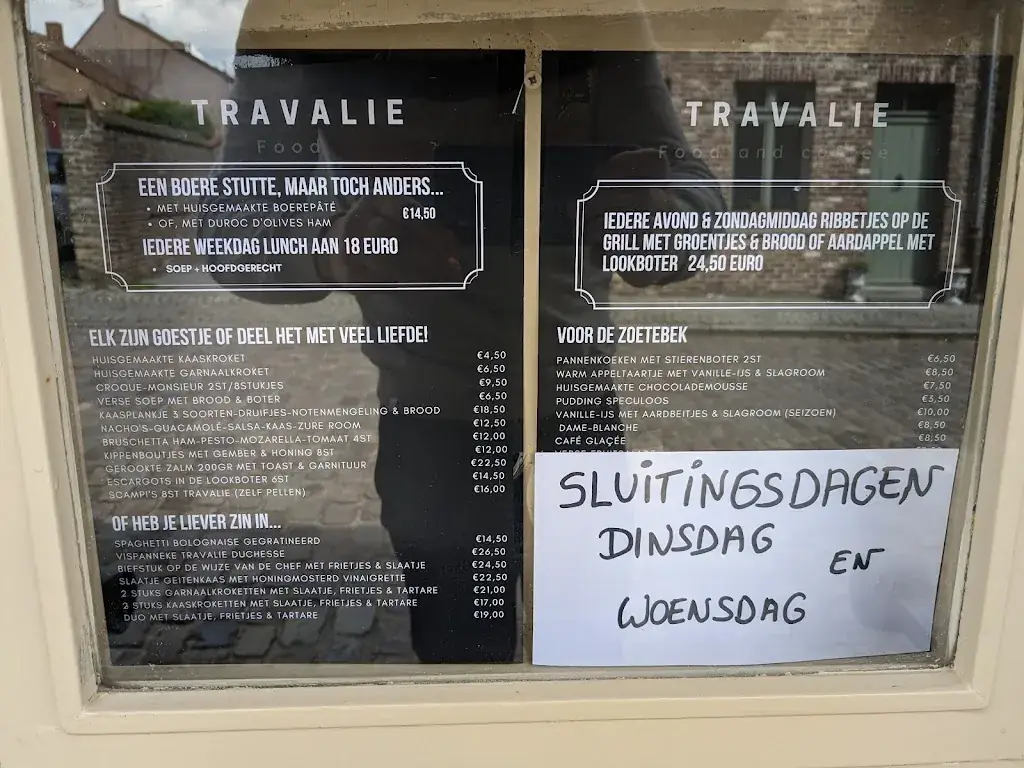 TRAVALIE
Food
EEN BOERE STUTTE, MAAR TOCH ANDERS...
• MET HUISGEMAAKTE BOEREPÂTÉ
• OF, MET DUROC D'OLIVES HAM
€14,50
IEDERE WEEKDAG LUNCH AAN 18 EURO
• SOEP + HOOFDGERECHT
ELK ZIJN GOESTJE OF DEEL HET MET VEEL LIEFDE!
HUISGEMAAKTE KAASKROKET €4,50
HUISGEMAAKTE GARNAALKROKET €6,50
CROQUE-MONSIEUR 2ST/8STUKJES €9,50
VERSE SOEP MET BROOD & BOTER €6,50
KAASPLANKJE 3 SOORTEN-DRUIFJES-NOTENMENGELING & BROOD €18,50
NACHO'S-GUACAMOLÉ-SALSA-KAAS-ZURE ROOM €12,50
BRUSCHETTA HAM-PESTO-MOZARELLA-TOMAAT 4ST €12,00
KIPPENBOUTJES MET GEMBER & HONING 8ST €12,00
GEROOKTE ZALM 200GR MET TOAST & GARNITUUR €22,50
ESCARGOTS IN DE LOOKBOTER 6ST €14,50
SCAMPI'S 8ST TRAVALIE (ZELF PELLEN) €16,00
OF HEB JE LIEVER ZIN IN...
SPAGHETTI BOLOGNAISE GEGRATINEERD €14,50
VISPANNEKE TRAVALIE DUCHESSE €26,50
BIEFSTUK OP DE WIJZE VAN DE CHEF MET FRIETJES & SLAATJE €24,50
SLAATJE GEITENKAAS MET HONINGMOSTERD VINAIGRETTE €22,50
2 STUKS GARNAALKROKETTEN MET SLAATJE, FRIETJES & TARTARE €21,00
2 STUKS KAASKROKETTEN MET SLAATJE, FRIETJES & TARTARE €17,00
DUO MET SLAATJE, FRIETJES & TARTARE €19,00
TRAVALIE
Food and coffee
IEDERE AVOND & ZONDAGMIDDAG RIBBETJES OP DE
GRILL MET GROENTJES & BROOD OF AARDAPPEL MET
LOOKBOTER 24,50 EURO
VOOR DE ZOETEBEK
PANNENKOEKEN MET STIERENBOTER 2ST €6,50
WARM APPELTAARTJE MET VANILLE-IJS & SLAGROOM €8,50
HUISGEMAAKTE CHOCOLADEMOUSSE €7,50
PUDDING SPECULOOS €3,50
VANILLE-IJS MET AARDBEITJES & SLAGROOM (SEIZOEN) €10,00
DAME-BLANCHE €8,50
CAFÉ GLAÇÉE €8,50
SLUITINGSDAGEN
DINSDAG
EN
WOENSDAG